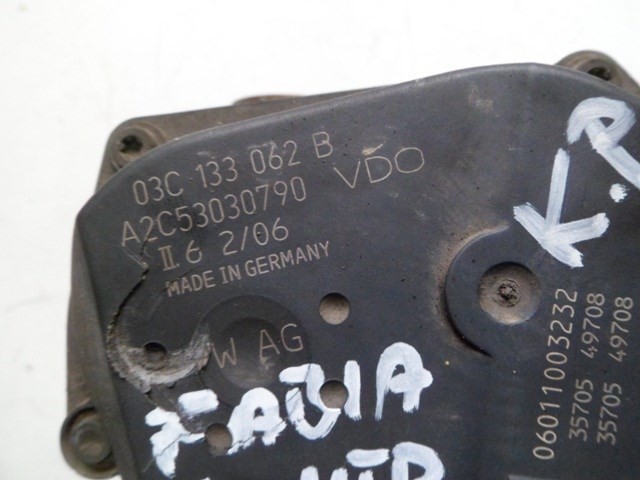 03C 133 062 B
A2C53030790 VDO
II.6 2/06
MADE IN GERMANY
W AG
FABIA
K.P.
06011003232
35705 49708
35705 49708